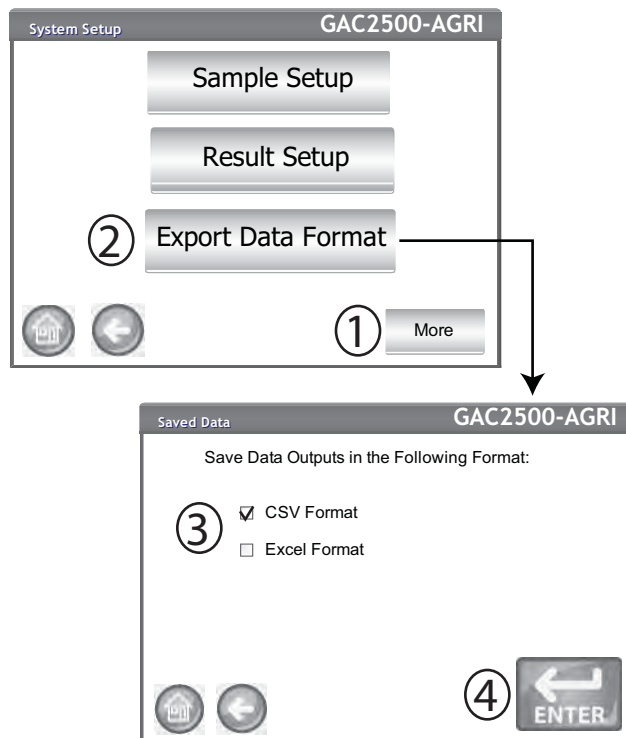 System Setup GAC2500-AGRI
Sample Setup
Result Setup
2 Export Data Format
1 More
Saved Data GAC2500-AGRI
Save Data Outputs in the Following Format:
3 CSV Format
Excel Format
4 ENTER